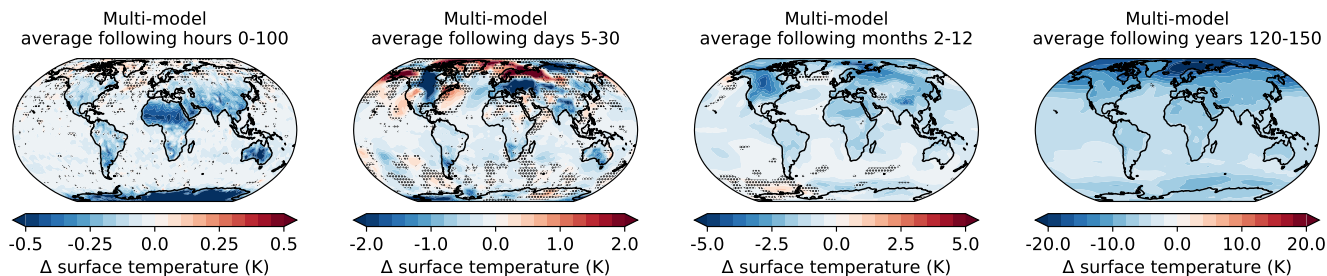 Multi-model
average following hours 0-100
-0.5 -0.25 0.0 0.25 0.5
Δ surface temperature (K)
Multi-model
average following days 5-30
-2.0 -1.0 0.0 1.0 2.0
Δ surface temperature (K)
Multi-model
average following months 2-12
-5.0 -2.5 0.0 2.5 5.0
Δ surface temperature (K)
Multi-model
average following years 120-150
-20.0 -10.0 0.0 10.0 20.0
Δ surface temperature (K)